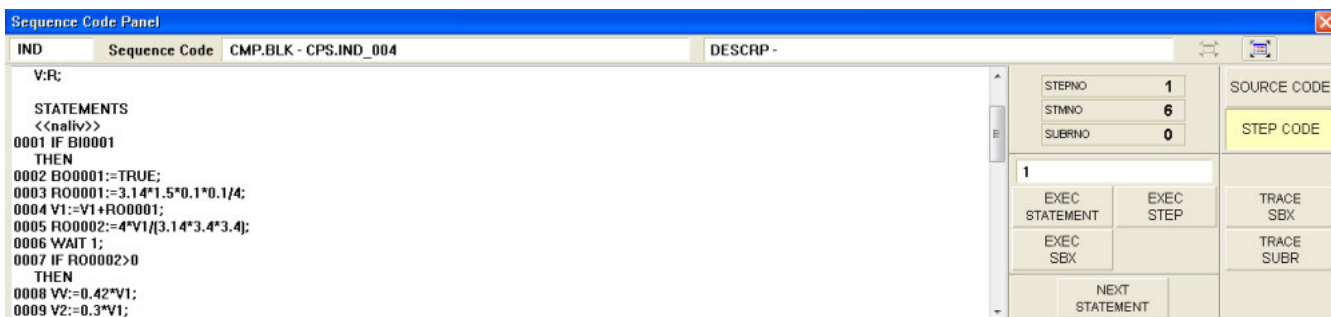 Sequence Code Panel
IND Sequence Code CMP.BLK - CPS.IND_004 DESCRP -
V:R;
STATEMENTS
<<naliv>>
0001 IF BI0001
THEN
0002 BO0001:=TRUE;
0003 RO0001:=3.14*1.5*0.1*0.1/4;
0004 V1:=V1+RO0001;
0005 RO0002:=4*V1/(3.14*3.4*3.4);
0006 WAIT 1;
0007 IF RO0002>0
THEN
0008 VV:=0.42*V1;
0009 V2:=0.3*V1;
STEPNO 1
STMNO 6
SUBRNO 0
1
EXEC
STATEMENT
EXEC
STEP
EXEC
SBX
NEXT
STATEMENT
SOURCE CODE
STEP CODE
TRACE
SBX
TRACE
SUBR